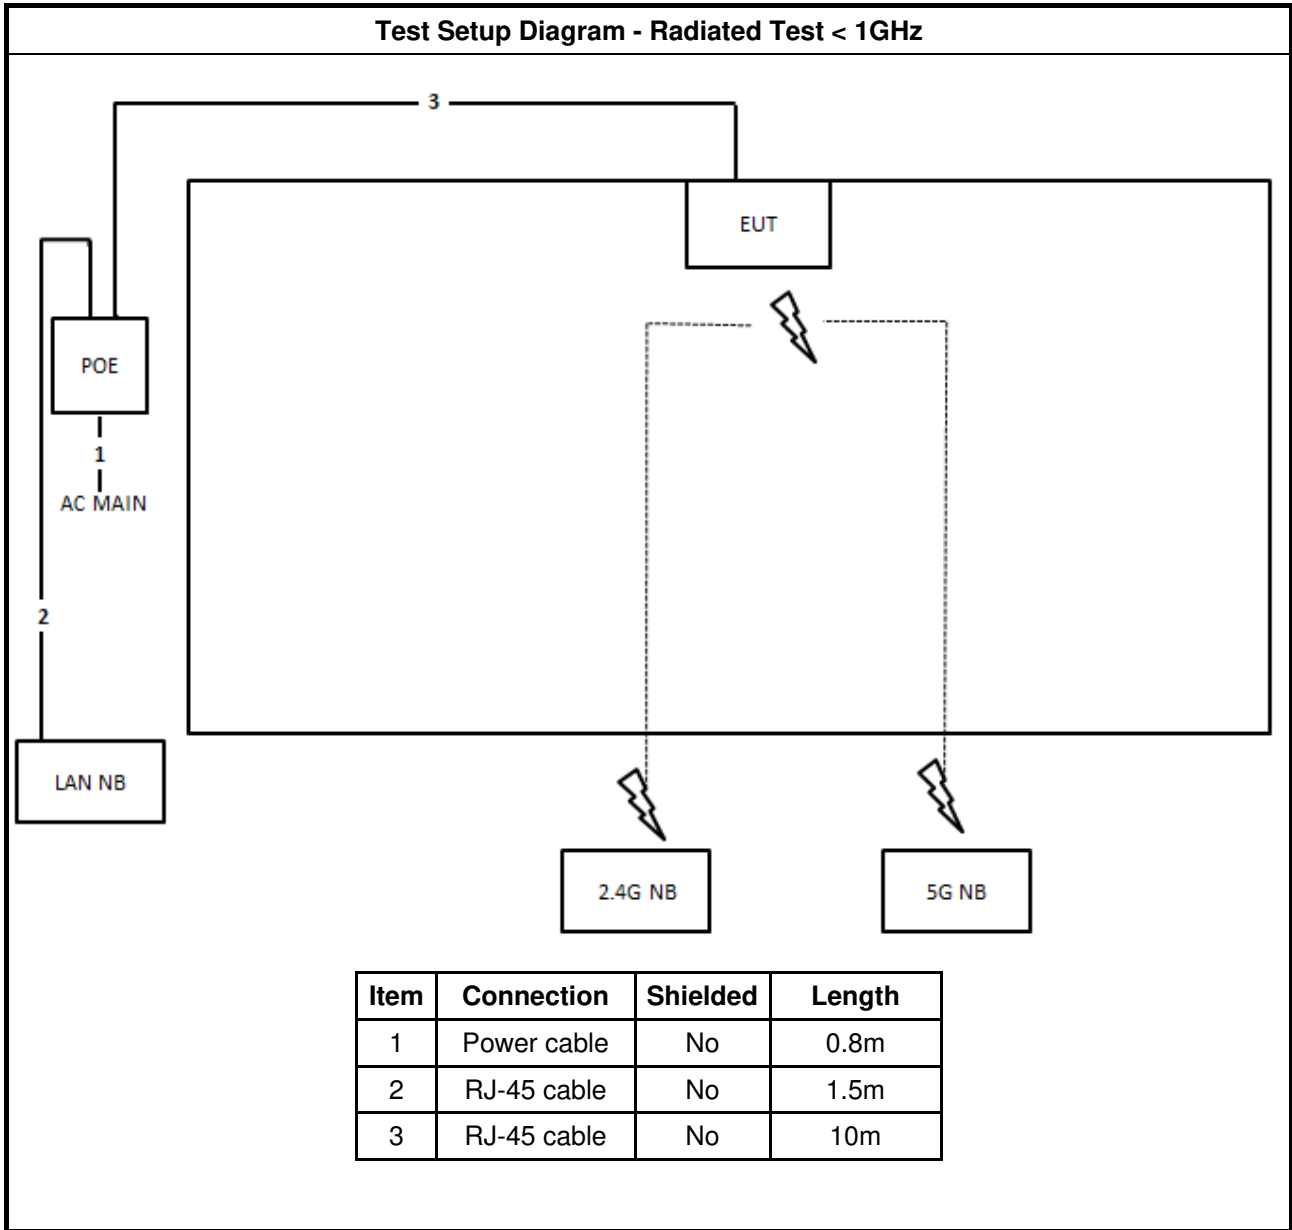 Test Setup Diagram - Radiated Test < 1GHz
3
EUT
POE
1
AC MAIN
2
LAN NB
2.4G NB
5G NB
Item Connection Shielded Length
1 Power cable No 0.8m
2 RJ-45 cable No 1.5m
3 RJ-45 cable No 10m